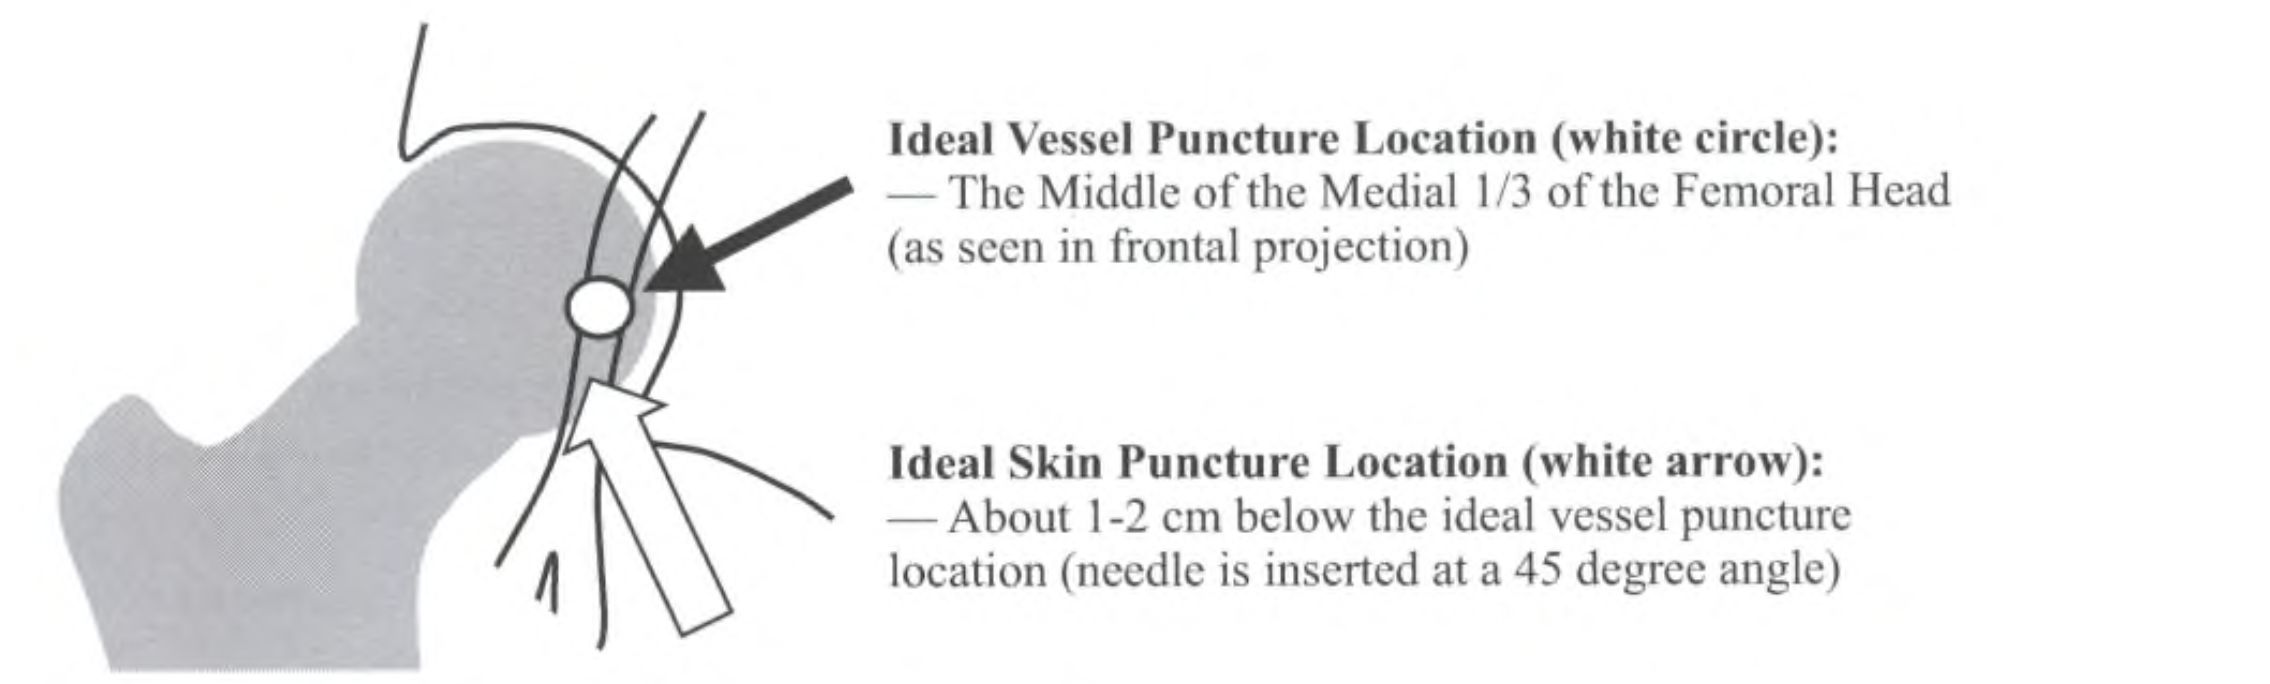 Ideal Vessel Puncture Location (white circle):
— The Middle of the Medial 1/3 of the Femoral Head
(as seen in frontal projection)
Ideal Skin Puncture Location (white arrow):
— About 1-2 cm below the ideal vessel puncture
location (needle is inserted at a 45 degree angle)